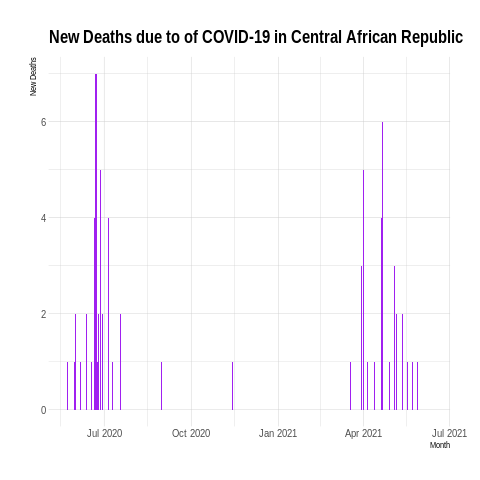 New Deaths due to of COVID-19 in Central African Republic
New Deaths
6
4
2
0
Jul 2020
Oct 2020
Jan 2021
Apr 2021
Jul 2021
Month